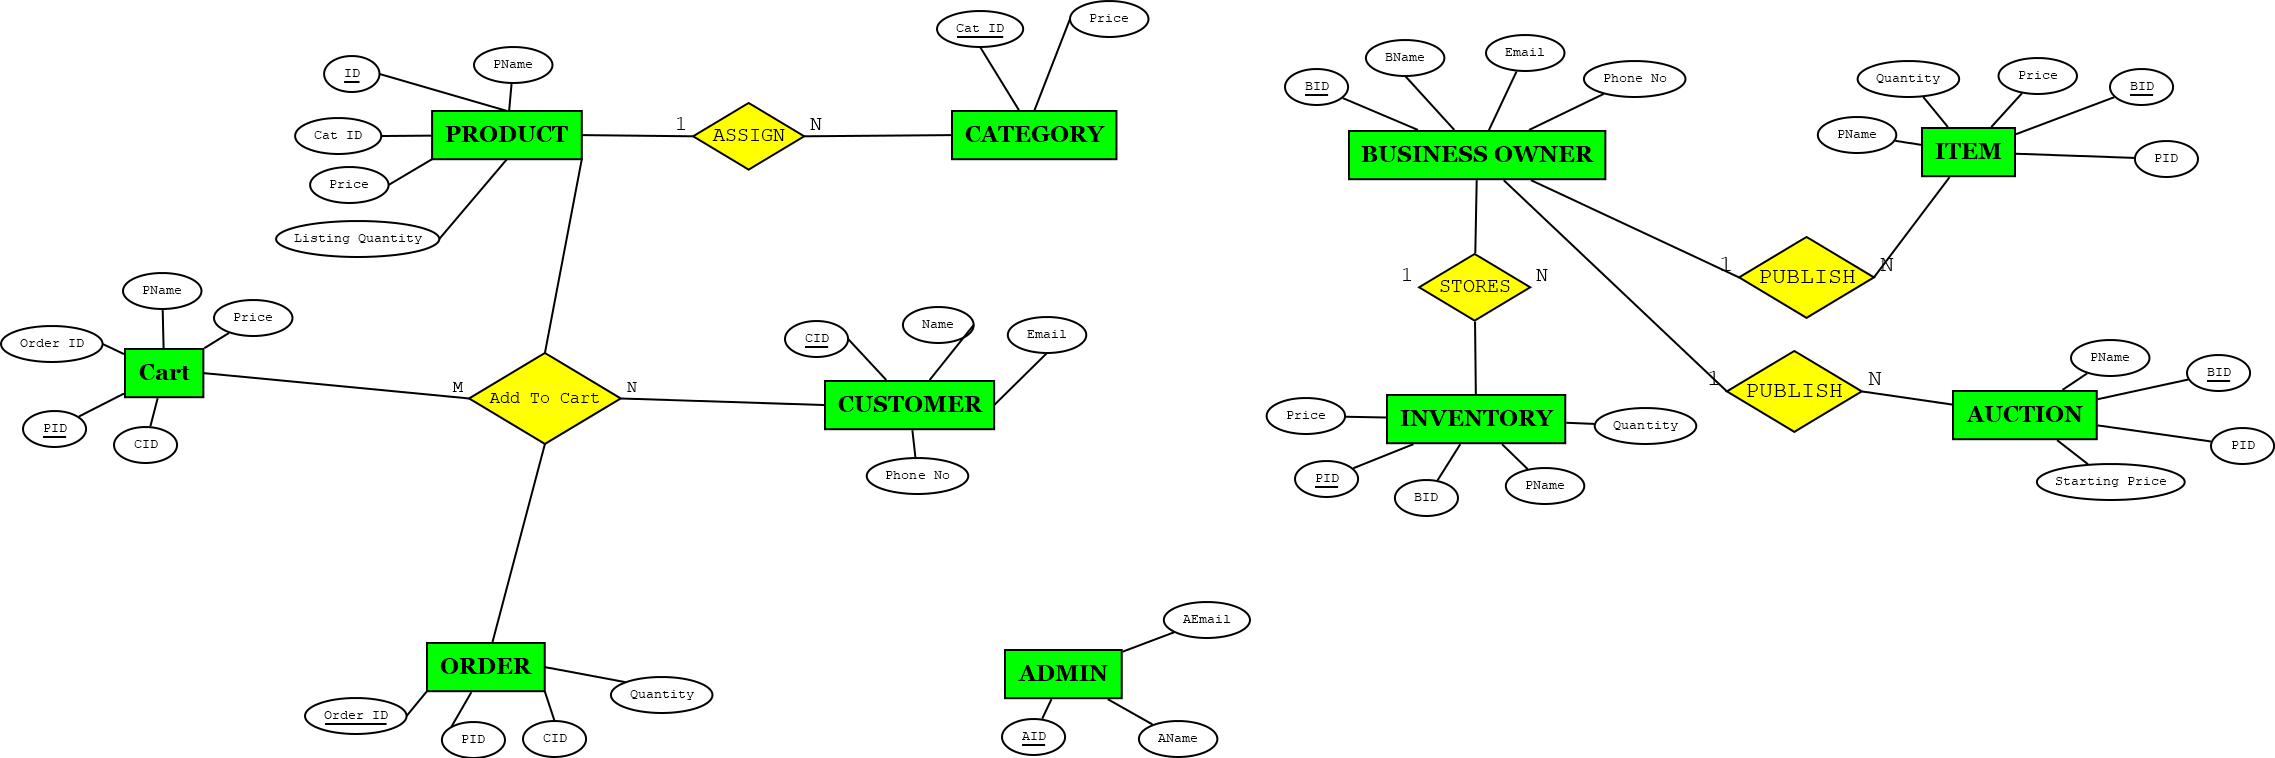 Cat ID
Price
ID
PName
Cat ID
PRODUCT
1
ASSIGN
N
CATEGORY
Price
Listing Quantity
BID
BName
Email
Phone No
BUSINESS OWNER
Quantity
Price
BID
PName
ITEM
PID
1
PUBLISH
N
1
STORES
N
PName
Price
Order ID
Cart
PID
CID
M
Add To Cart
N
CID
Name
Email
CUSTOMER
Phone No
1
PUBLISH
N
PName
BID
AUCTION
PID
Starting Price
Price
INVENTORY
Quantity
PID
BID
PName
ORDER
Order ID
PID
CID
Quantity
AEmail
ADMIN
AID
AName